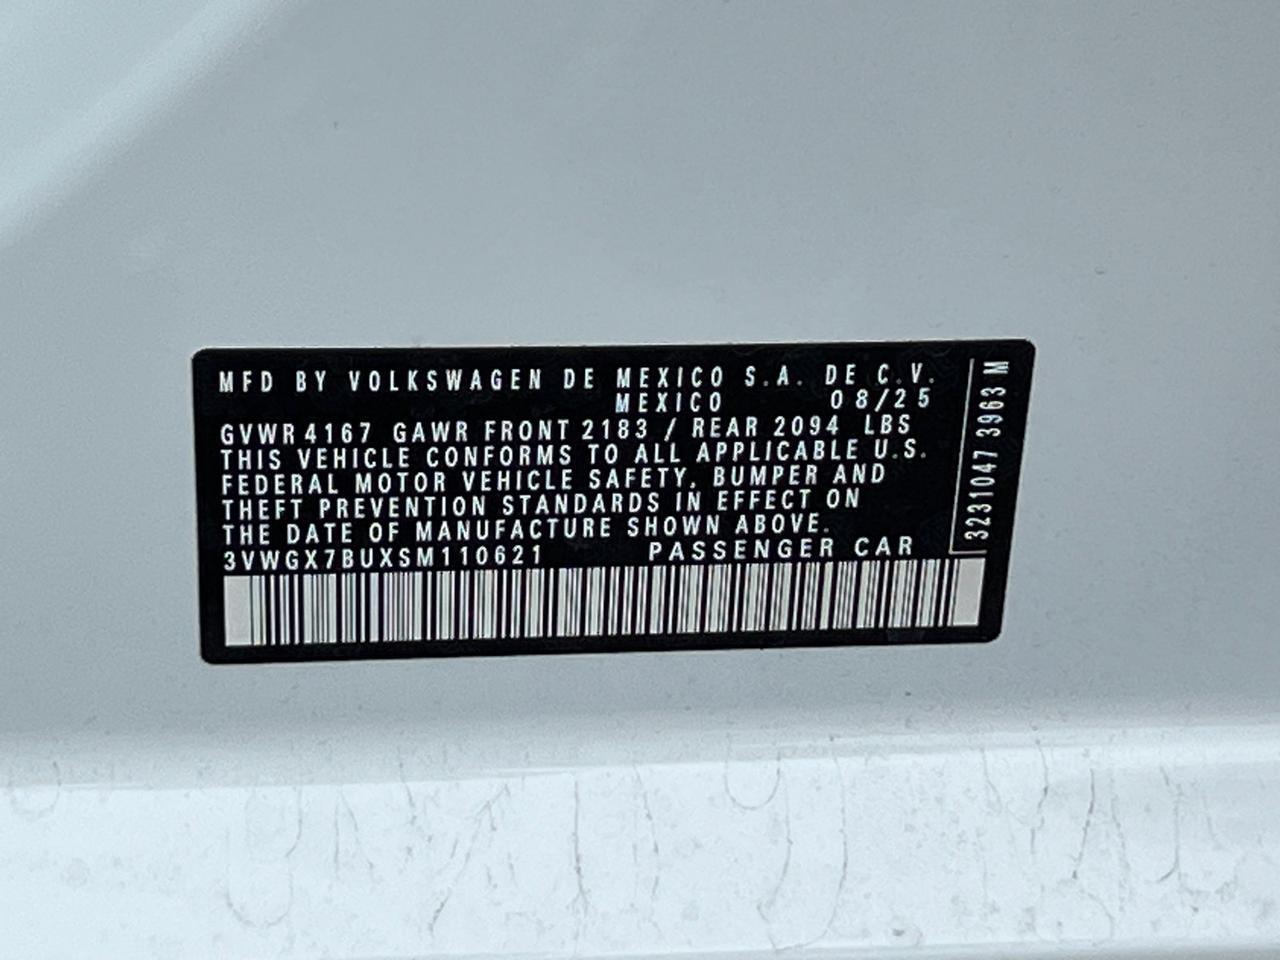 MFD BY VOLKSWAGEN DE MEXICO S.A. DE C.V.
MEXICO 08/25
GVWR 4167 GAWR FRONT 2183 / REAR 2094 LBS
THIS VEHICLE CONFORMS TO ALL APPLICABLE U.S.
FEDERAL MOTOR VEHICLE SAFETY, BUMPER AND
THEFT PREVENTION STANDARDS IN EFFECT ON
THE DATE OF MANUFACTURE SHOWN ABOVE.
3VWGX7BUXSM110621 PASSENGER CAR
3231047 3963 M